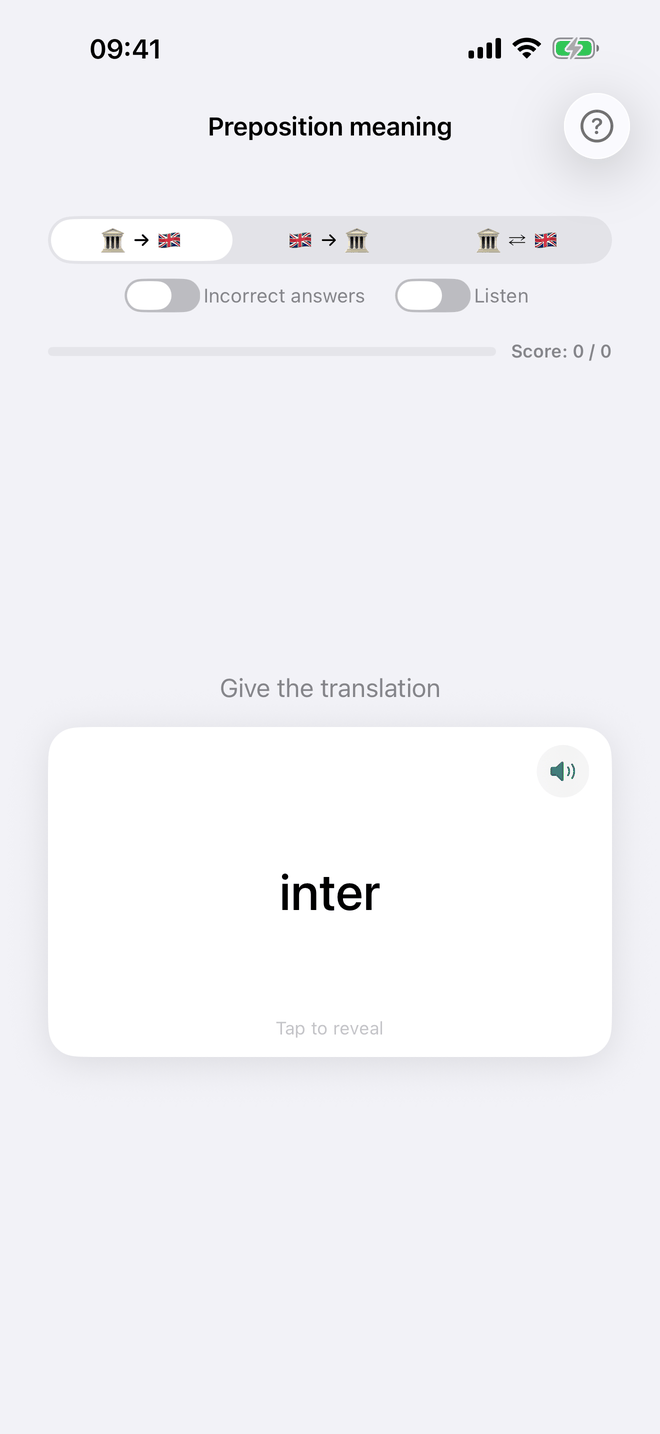 09:41
Preposition meaning
🏛️ → 🇬🇧 🇬🇧 → 🏛️ 🏛️ ⇄ 🇬🇧
Incorrect answers Listen
Score: 0 / 0
Give the translation
inter
Tap to reveal